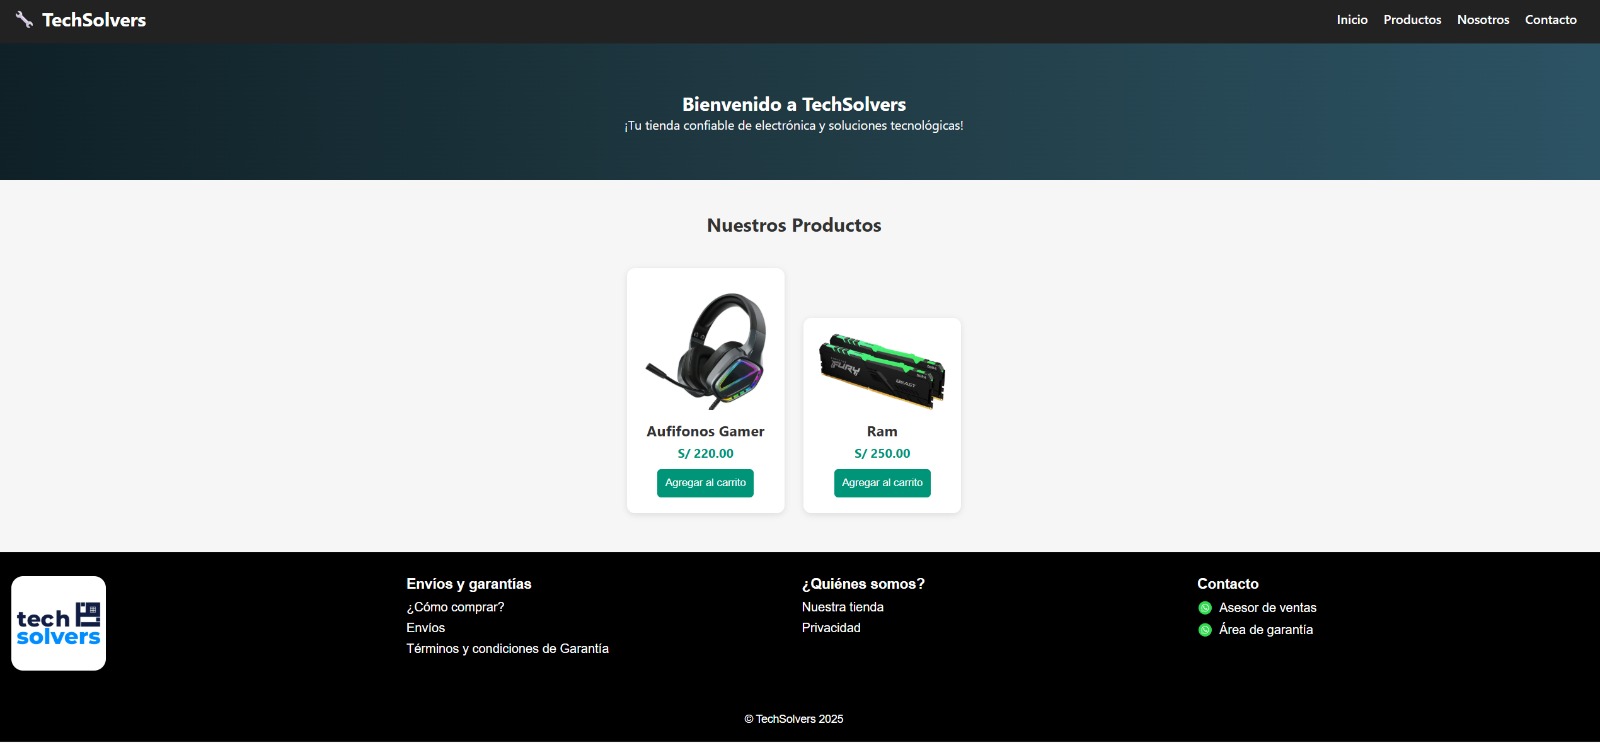 TechSolvers
Inicio Productos Nosotros Contacto
Bienvenido a TechSolvers
¡Tu tienda confiable de electrónica y soluciones tecnológicas!
Nuestros Productos
FURY
BEAST
Aufifonos Gamer
S/ 220.00
Agregar al carrito
Ram
S/ 250.00
Agregar al carrito
tech
solvers
Envíos y garantías
¿Cómo comprar?
Envíos
Términos y condiciones de Garantía
¿Quiénes somos?
Nuestra tienda
Privacidad
Contacto
Asesor de ventas
Área de garantía
© TechSolvers 2025